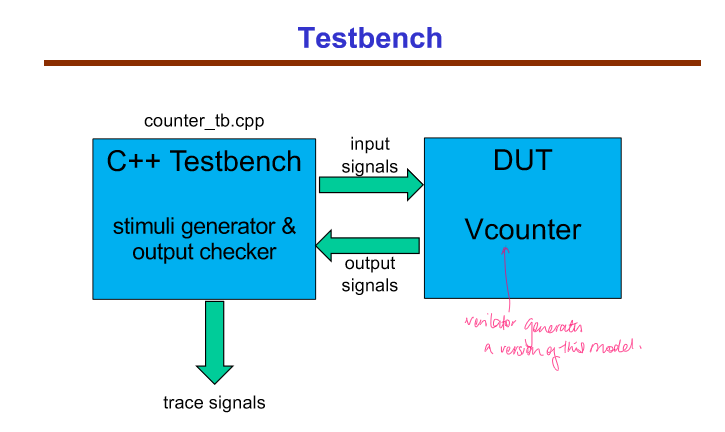 Testbench
counter_tb.cpp
C++ Testbench
stimuli generator &
output checker
input
signals
output
signals
DUT
Vcounter
verilator generates
a version of this model.
trace signals